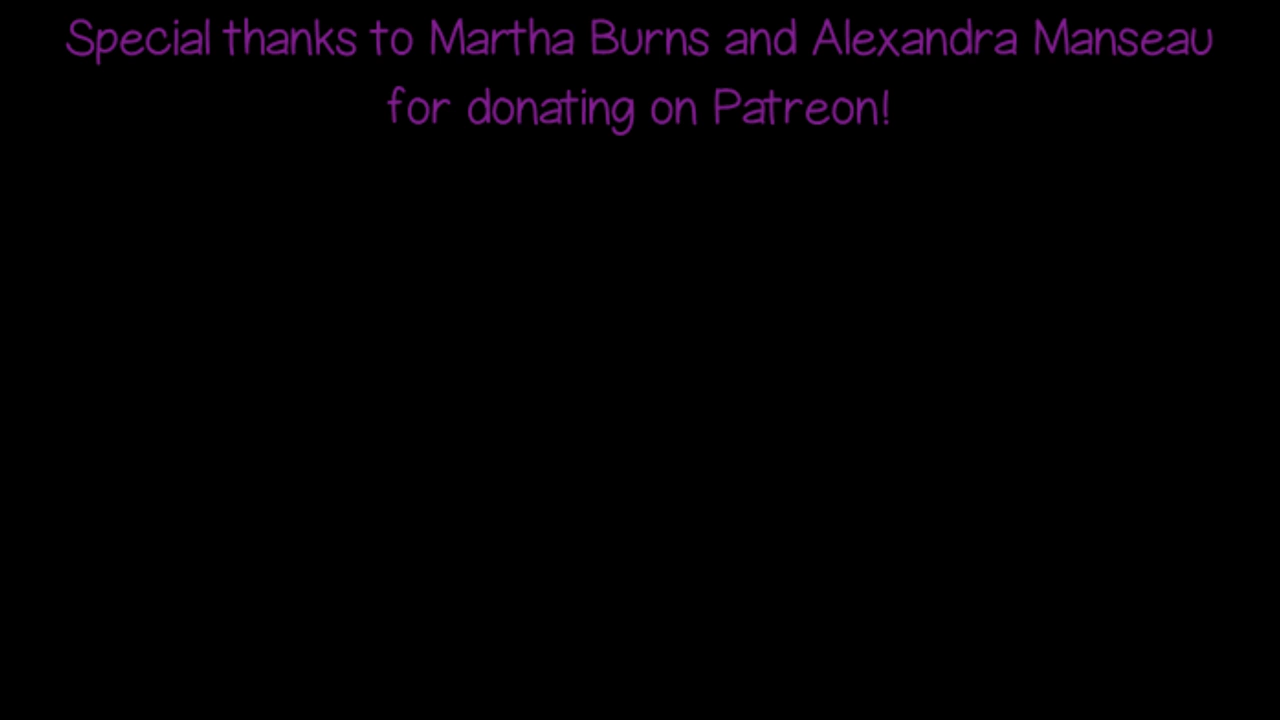 Special thanks to Martha Burns and Alexandra Manseau
for donating on Patreon!